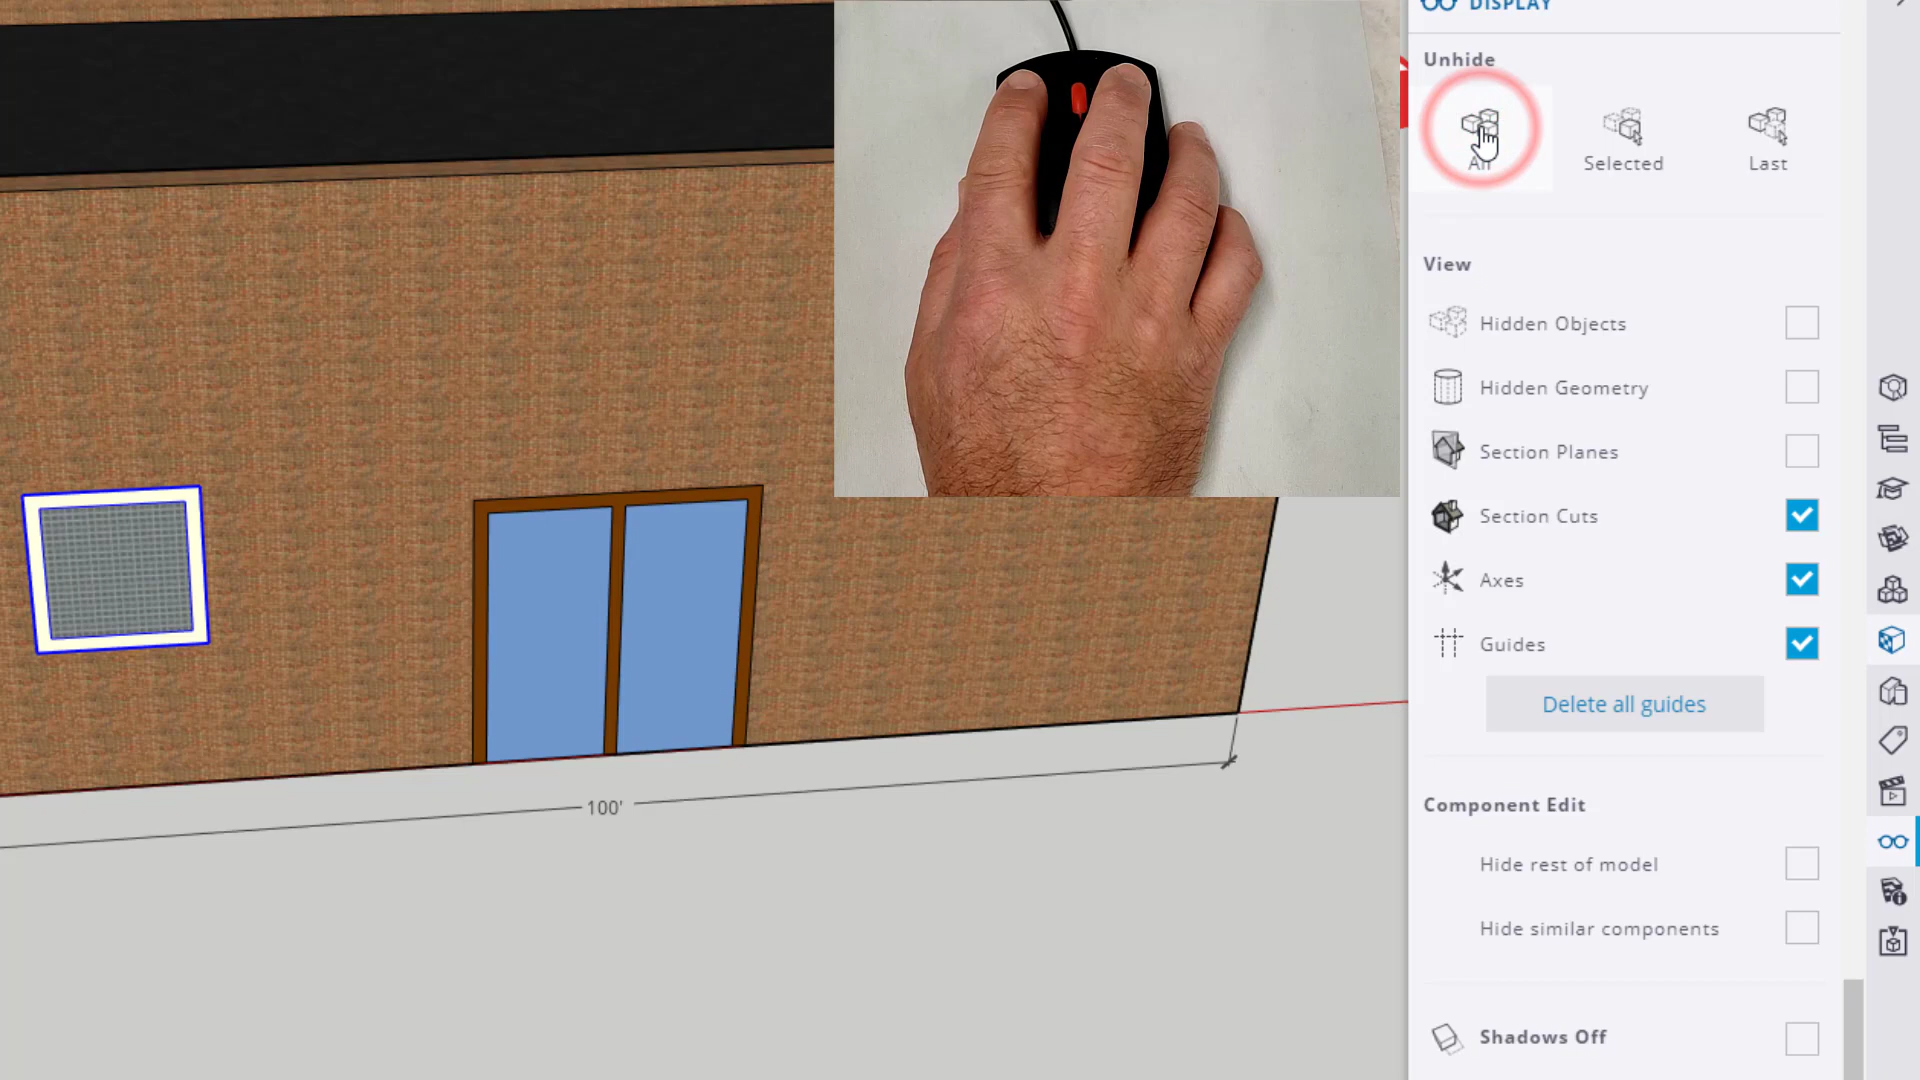 DISPLAY
Unhide
All
Selected
Last
View
Hidden Objects
Hidden Geometry
Section Planes
Section Cuts
Axes
Guides
Delete all guides
100'
Component Edit
Hide rest of model
Hide similar components
Shadows Off